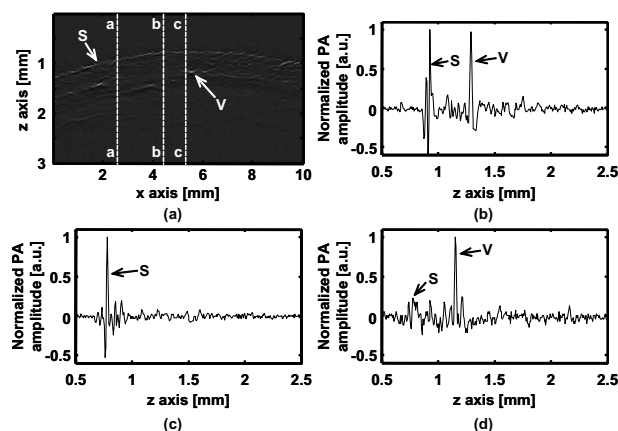 a b c
S
V
a b c
z axis [mm]
1
2
3
2 4 6 8 10
x axis [mm]
(a)
Normalized PA
amplitude [a.u.]
1
0.5
0
-0.5
S
V
0.5 1 1.5 2 2.5
z axis [mm]
(b)
Normalized PA
amplitude [a.u.]
1
0.5
0
-0.5
S
0.5 1 1.5 2 2.5
z axis [mm]
(c)
Normalized PA
amplitude [a.u.]
1
0.5
0
-0.5
S
V
0.5 1 1.5 2 2.5
z axis [mm]
(d)